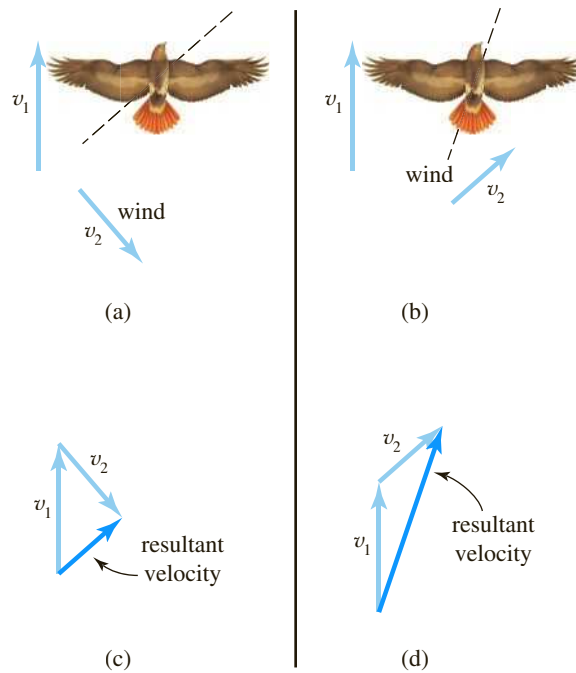 v1
wind
v2
(a)
v1
wind
v2
(b)
v1
v2
resultant
velocity
(c)
v2
v1
resultant
velocity
(d)